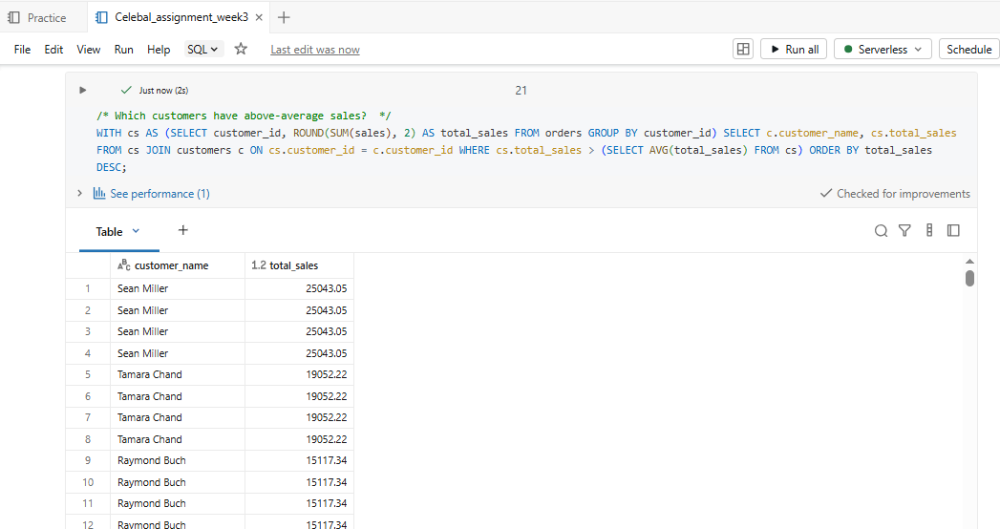 Practice
Celebal_assignment_week3
File Edit View Run Help SQL Last edit was now Run all Serverless Schedule
Just now (2s) 21
/* Which customers have above-average sales?  */
WITH cs AS (SELECT customer_id, ROUND(SUM(sales), 2) AS total_sales FROM orders GROUP BY customer_id) SELECT c.customer_name, cs.total_sales
FROM cs JOIN customers c ON cs.customer_id = c.customer_id WHERE cs.total_sales > (SELECT AVG(total_sales) FROM cs) ORDER BY total_sales
DESC;
See performance (1) Checked for improvements
Table
customer_name 1.2 total_sales
1 Sean Miller 25043.05
2 Sean Miller 25043.05
3 Sean Miller 25043.05
4 Sean Miller 25043.05
5 Tamara Chand 19052.22
6 Tamara Chand 19052.22
7 Tamara Chand 19052.22
8 Tamara Chand 19052.22
9 Raymond Buch 15117.34
10 Raymond Buch 15117.34
11 Raymond Buch 15117.34
12 Raymond Buch 15117.34